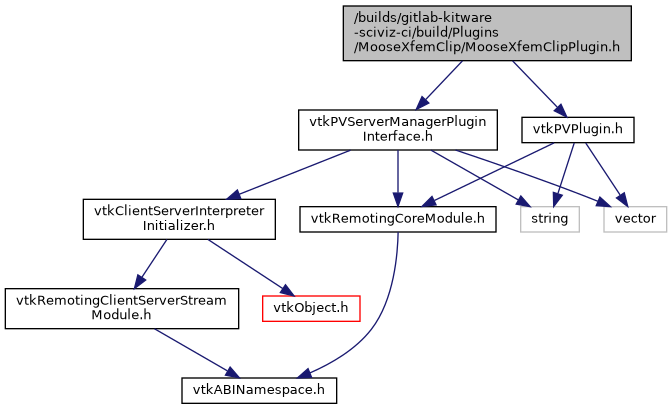 /builds/gitlab-kitware
-sciviz-ci/build/Plugins
/MooseXfemClip/MooseXfemClipPlugin.h
vtkPVServerManagerPlugin
Interface.h
vtkPVPlugin.h
vtkClientServerInterpreter
Initializer.h
vtkRemotingCoreModule.h
string
vector
vtkRemotingClientServerStream
Module.h
vtkObject.h
vtkABINamespace.h